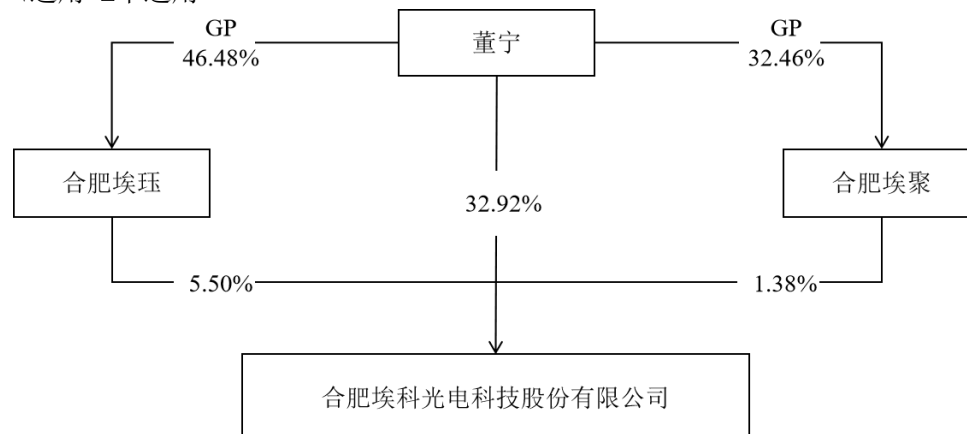 GP
董宁
GP
46.48%
32.46%
合肥埃珏
合肥埃聚
32.92%
5.50%
1.38%
合肥埃科光电科技股份有限公司